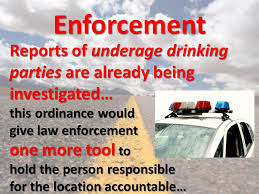 Enforcement
Reports of underage drinking
parties are already being
investigated...
this ordinance would
give law enforcement
one more tool to
hold the person responsible
for the location accountable...